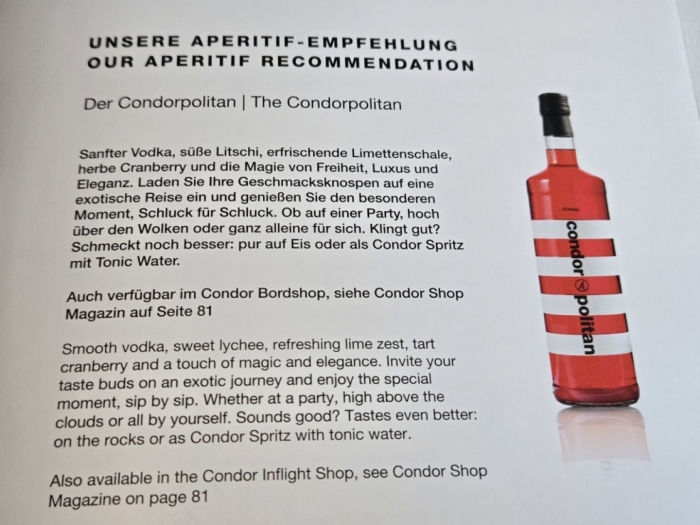 UNSERE APERITIF-EMPFEHLUNG
OUR APERITIF RECOMMENDATION
Der Condorpolitan | The Condorpolitan
Sanfter Vodka, süße Litschi, erfrischende Limettenschale,
herbe Cranberry und die Magie von Freiheit, Luxus und
Eleganz. Laden Sie Ihre Geschmacksknospen auf eine
exotische Reise ein und genießen Sie den besonderen
Moment, Schluck für Schluck. Ob auf einer Party, hoch
über den Wolken oder ganz alleine für sich. Klingt gut?
Schmeckt noch besser: pur auf Eis oder als Condor Spritz
mit Tonic Water.
Auch verfügbar im Condor Bordshop, siehe Condor Shop
Magazin auf Seite 81
Smooth vodka, sweet lychee, refreshing lime zest, tart
cranberry and a touch of magic and elegance. Invite your
taste buds on an exotic journey and enjoy the special
moment, sip by sip. Whether at a party, high above the
clouds or all by yourself. Sounds good? Tastes even better:
on the rocks or as Condor Spritz with tonic water.
Also available in the Condor Inflight Shop, see Condor Shop
Magazine on page 81
condor politan